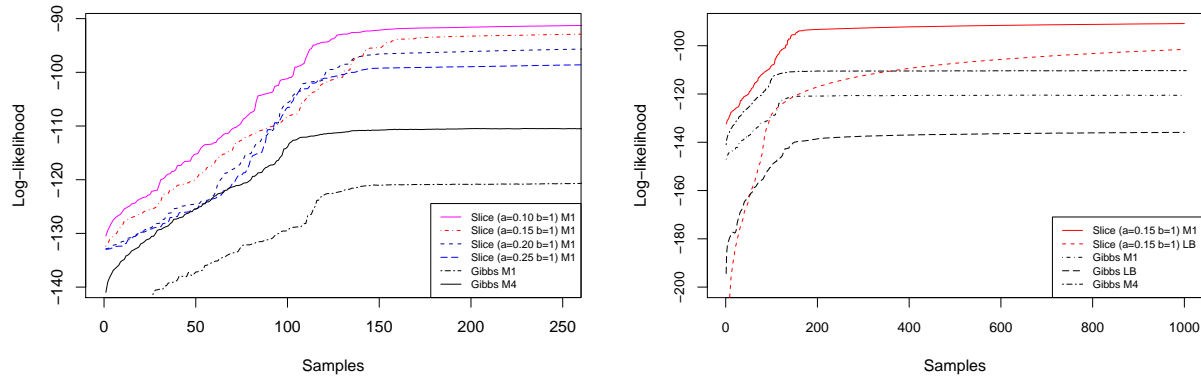 Log−likelihood
−90
−100
−110
−120
−130
−140
0
50
100
150
200
250
Samples
Slice (a=0.10 b=1) M1
Slice (a=0.15 b=1) M1
Slice (a=0.20 b=1) M1
Slice (a=0.25 b=1) M1
Gibbs M1
Gibbs M4
Log−likelihood
−100
−120
−140
−160
−180
−200
0
200
400
600
800
1000
Samples
Slice (a=0.15 b=1) M1
Slice (a=0.15 b=1) LB
Gibbs M1
Gibbs LB
Gibbs M4